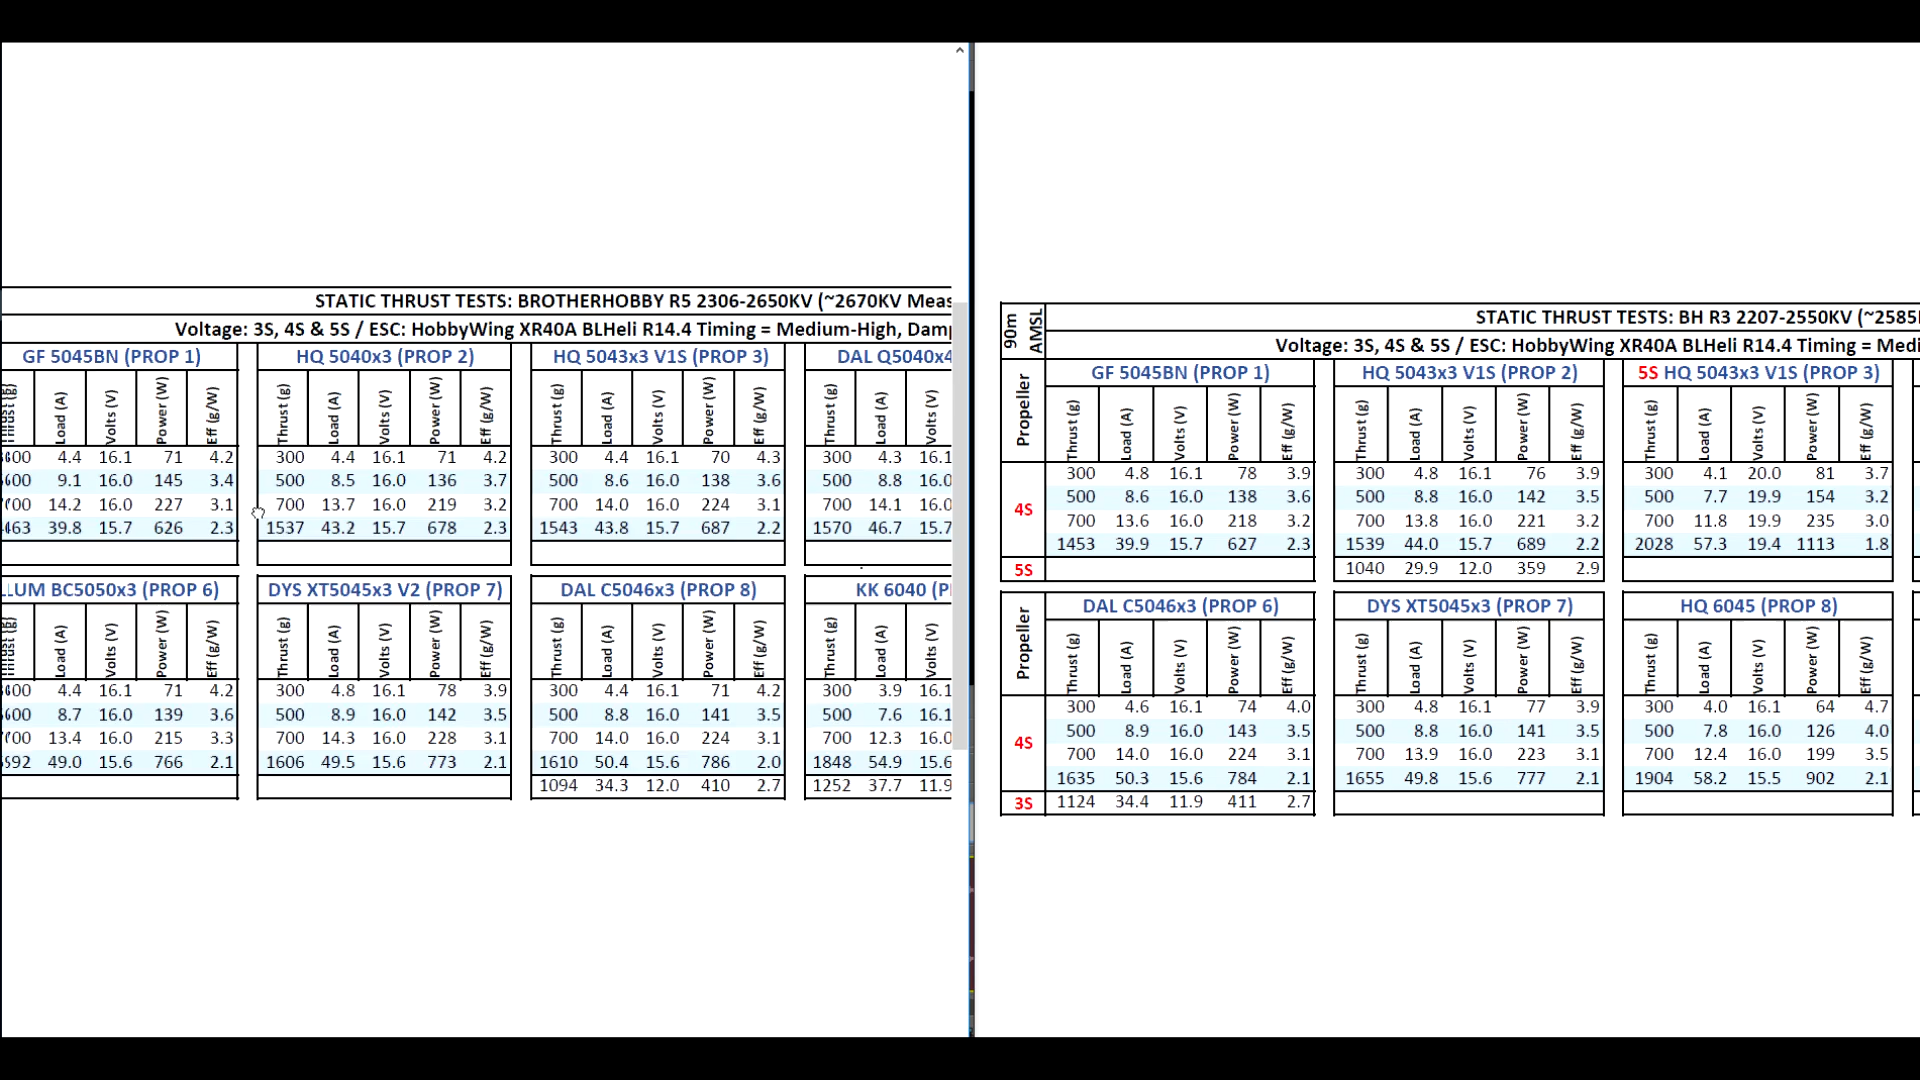 STATIC THRUST TESTS: BROTHERHOBBY R5 2306-2650KV (~2670KV Meas
Voltage: 3S, 4S & 5S / ESC: HobbyWing XR40A BLHeli R14.4 Timing = Medium-High, Damp
GF 5045BN (PROP 1) HQ 5040x3 (PROP 2) HQ 5043x3 V1S (PROP 3) DAL Q5040x4
Thrust (g) Load (A) Volts (V) Power (W) Eff (g/W) Thrust (g) Load (A) Volts (V) Power (W) Eff (g/W) Thrust (g) Load (A) Volts (V) Power (W) Eff (g/W) Thrust (g) Load (A) Volts (V)
4.4 16.1 71 4.2 300 4.4 16.1 71 4.2 300 4.4 16.1 70 4.3 300 4.3 16.1
9.1 16.0 145 3.4 500 8.5 16.0 136 3.7 500 8.6 16.0 138 3.6 500 8.8 16.0
14.2 16.0 227 3.1 700 13.7 16.0 219 3.2 700 14.0 16.0 224 3.1 700 14.1 16.0
463 39.8 15.7 626 2.3 1537 43.2 15.7 678 2.3 1543 43.8 15.7 687 2.2 1570 46.7 15.7
LUM BC5050x3 (PROP 6) DYS XT5045x3 V2 (PROP 7) DAL C5046x3 (PROP 8) KK 6040 (P
Thrust (g) Load (A) Volts (V) Power (W) Eff (g/W) Thrust (g) Load (A) Volts (V) Power (W) Eff (g/W) Thrust (g) Load (A) Volts (V) Power (W) Eff (g/W) Thrust (g) Load (A) Volts (V)
4.4 16.1 71 4.2 300 4.8 16.1 78 3.9 300 4.4 16.1 71 4.2 300 3.9 16.1
8.7 16.0 139 3.6 500 8.9 16.0 142 3.5 500 8.8 16.0 141 3.5 500 7.6 16.1
13.4 16.0 215 3.3 700 14.3 16.0 228 3.1 700 14.0 16.0 224 3.1 700 12.3 16.0
592 49.0 15.6 766 2.1 1606 49.5 15.6 773 2.1 1610 50.4 15.6 786 2.0 1848 54.9 15.6
1094 34.3 12.0 410 2.7 1252 37.7 11.9
90m AMSL
STATIC THRUST TESTS: BH R3 2207-2550KV (~2585
Voltage: 3S, 4S & 5S / ESC: HobbyWing XR40A BLHeli R14.4 Timing = Medi
Propeller GF 5045BN (PROP 1) HQ 5043x3 V1S (PROP 2) 5S HQ 5043x3 V1S (PROP 3)
Thrust (g) Load (A) Volts (V) Power (W) Eff (g/W) Thrust (g) Load (A) Volts (V) Power (W) Eff (g/W) Thrust (g) Load (A) Volts (V) Power (W) Eff (g/W)
300 4.8 16.1 78 3.9 300 4.8 16.1 76 3.9 300 4.1 20.0 81 3.7
500 8.6 16.0 138 3.6 500 8.8 16.0 142 3.5 500 7.7 19.9 154 3.2
4S
700 13.6 16.0 218 3.2 700 13.8 16.0 221 3.2 700 11.8 19.9 235 3.0
1453 39.9 15.7 627 2.3 1539 44.0 15.7 689 2.2 2028 57.3 19.4 1113 1.8
5S 1040 29.9 12.0 359 2.9
Propeller DAL C5046x3 (PROP 6) DYS XT5045x3 (PROP 7) HQ 6045 (PROP 8)
Thrust (g) Load (A) Volts (V) Power (W) Eff (g/W) Thrust (g) Load (A) Volts (V) Power (W) Eff (g/W) Thrust (g) Load (A) Volts (V) Power (W) Eff (g/W)
300 4.6 16.1 74 4.0 300 4.8 16.1 77 3.9 300 4.0 16.1 64 4.7
500 8.9 16.0 143 3.5 500 8.8 16.0 141 3.5 500 7.8 16.0 126 4.0
4S
700 14.0 16.0 224 3.1 700 13.9 16.0 223 3.1 700 12.4 16.0 199 3.5
1635 50.3 15.6 784 2.1 1655 49.8 15.6 777 2.1 1904 58.2 15.5 902 2.1
3S 1124 34.4 11.9 411 2.7